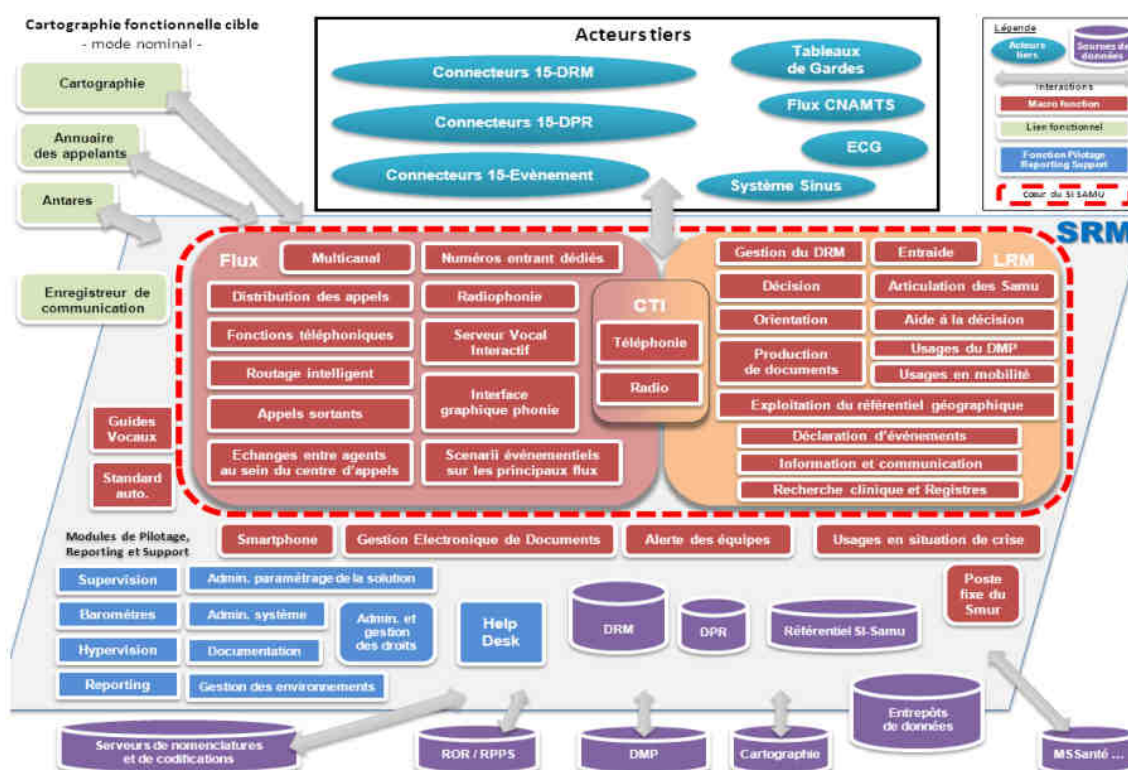 Cartographie fonctionnelle cible
- mode nominal -
Cartographie
Annuaire
des appelants
Antares
Enregistreur de
communication
Acteurs tiers
Connecteurs 15-DRM
Connecteurs 15-DPR
Connecteurs 15-Evènement
Tableaux
de Gardes
Flux CNAMTS
ECG
Système Sinus
Légende
Acteurs
tiers
Sources de
données
Interactions
Macro fonction
Lien fonctionnel
Fonction Pilotage
Reporting Support
Cœur du SI SAMU
SRM
Flux
Multicanal
Numéros entrant dédiés
Distribution des appels
Radiophonie
Fonctions téléphoniques
Serveur Vocal
Interactif
Routage intelligent
Interface
graphique phonie
Appels sortants
Echanges entre agents
au sein du centre d'appels
Scenarii événementiels
sur les principaux flux
CTI
Téléphonie
Radio
LRM
Gestion du DRM
Entraide
Décision
Articulation des Samu
Orientation
Aide à la décision
Production
de documents
Usages du DMP
Usages en mobilité
Exploitation du référentiel géographique
Déclaration d'événements
Information et communication
Recherche clinique et Registres
Guides
Vocaux
Standard
auto.
Modules de Pilotage,
Reporting et Support
Smartphone
Gestion Electronique de Documents
Alerte des équipes
Usages en situation de crise
Supervision
Admin. paramétrage de la solution
Baromètres
Admin. système
Hypervision
Documentation
Reporting
Gestion des environnements
Admin. et
gestion
des droits
Help
Desk
DRM
DPR
Référentiel SI-Samu
Poste
fixe du
Smur
Entrepôts
de données
Serveurs de nomenclatures
et de codifications
ROR / RPPS
DMP
Cartographie
MSSanté ...